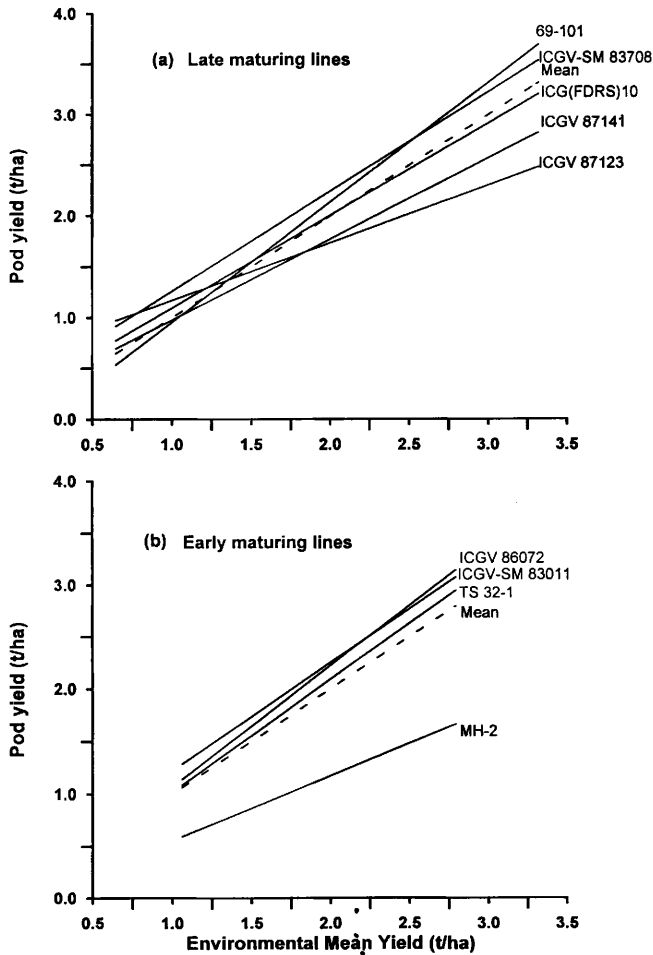 69-101
(a) Late maturing lines
ICGV-SM 83708
Mean
ICG(FDRS)10
ICGV 87141
ICGV 87123
Pod yield (t/ha)
4.0
3.0
2.0
1.0
0.0
0.5 1.0 1.5 2.0 2.5 3.0 3.5
(b) Early maturing lines
ICGV 86072
ICGV-SM 83011
TS 32-1
Mean
MH-2
Pod yield (t/ha)
4.0
3.0
2.0
1.0
0.0
0.5 1.0 1.5 2.0 2.5 3.0 3.5
Environmental Mean Yield (t/ha)